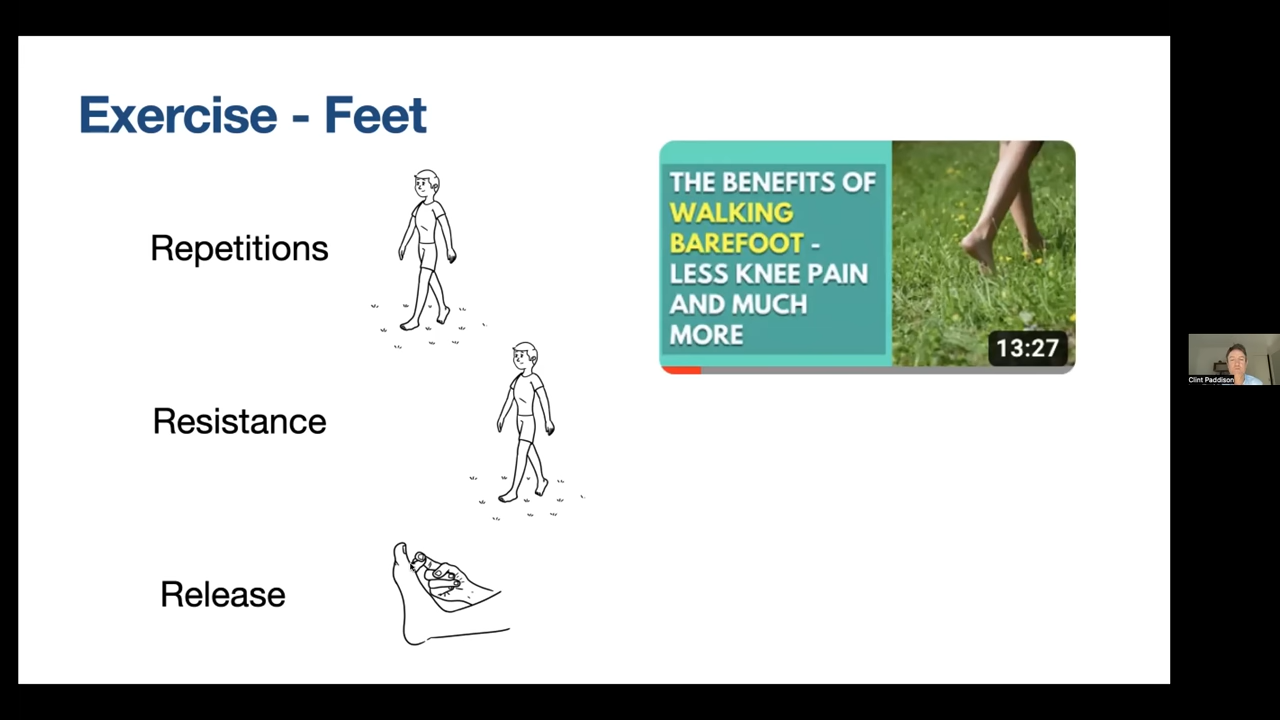 Exercise - Feet
Repetitions
Resistance
Release
THE BENEFITS OF
WALKING
BAREFOOT -
LESS KNEE PAIN
AND MUCH
MORE
13:27
Clint Paddison